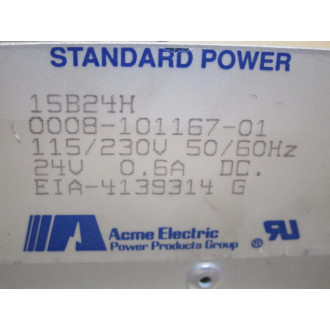 STANDARD POWER
15B24H
0008-101167-01
115/230V 50/60Hz
24V 0.6A DC.
EIA-4139314 G
Acme Electric
Power Products Group ®